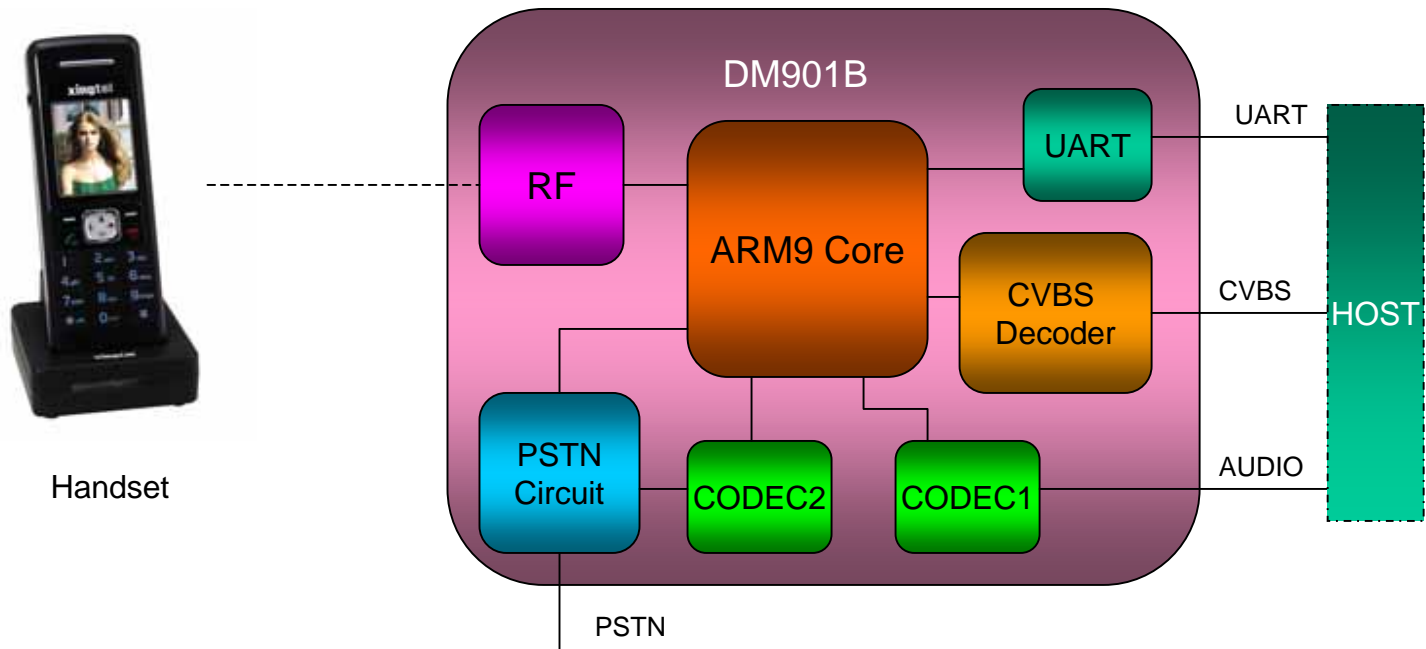 xingtel
Handset
DM901B
RF
ARM9 Core
UART
CVBS
Decoder
PSTN
Circuit
CODEC2
CODEC1
UART
CVBS
AUDIO
HOST
PSTN